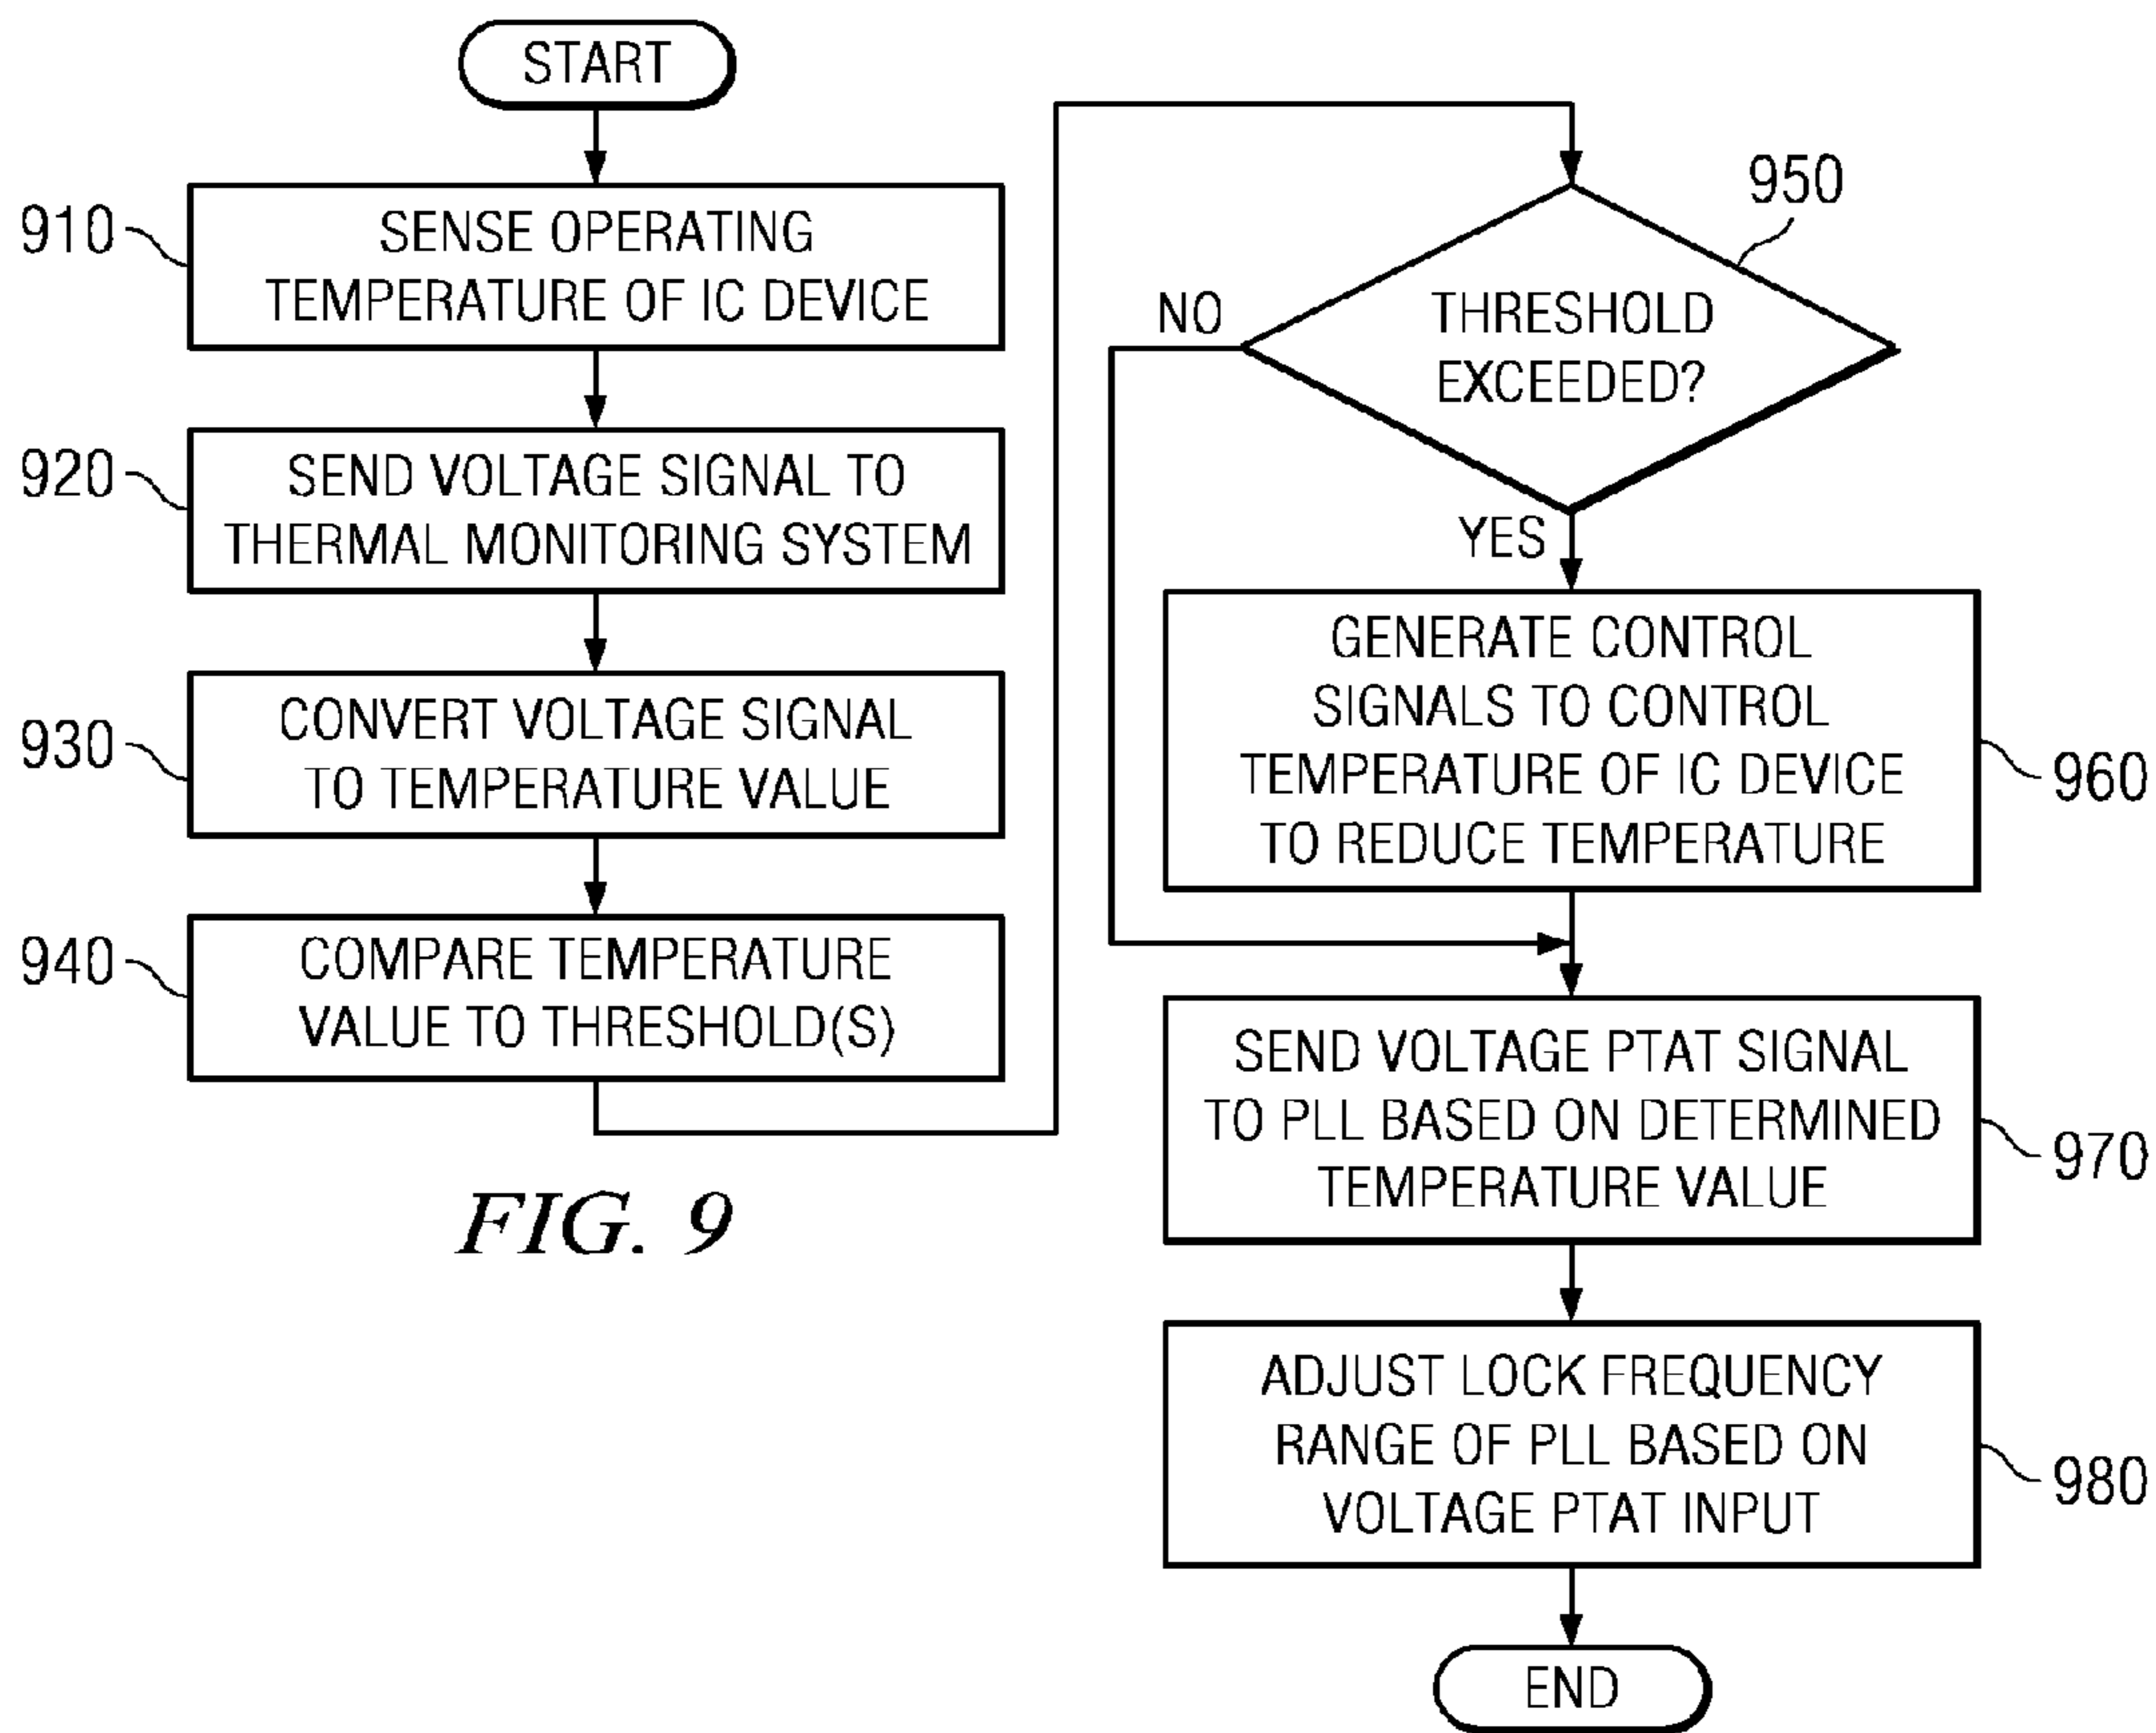 START
910
SENSE OPERATING
TEMPERATURE OF IC DEVICE
920
SEND VOLTAGE SIGNAL TO
THERMAL MONITORING SYSTEM
930
CONVERT VOLTAGE SIGNAL
TO TEMPERATURE VALUE
940
COMPARE TEMPERATURE
VALUE TO THRESHOLD(S)
950
THRESHOLD
EXCEEDED?
NO
YES
GENERATE CONTROL
SIGNALS TO CONTROL
TEMPERATURE OF IC DEVICE
TO REDUCE TEMPERATURE
960
SEND VOLTAGE PTAT SIGNAL
TO PLL BASED ON DETERMINED
TEMPERATURE VALUE
970
ADJUST LOCK FREQUENCY
RANGE OF PLL BASED ON
VOLTAGE PTAT INPUT
980
END
FIG. 9